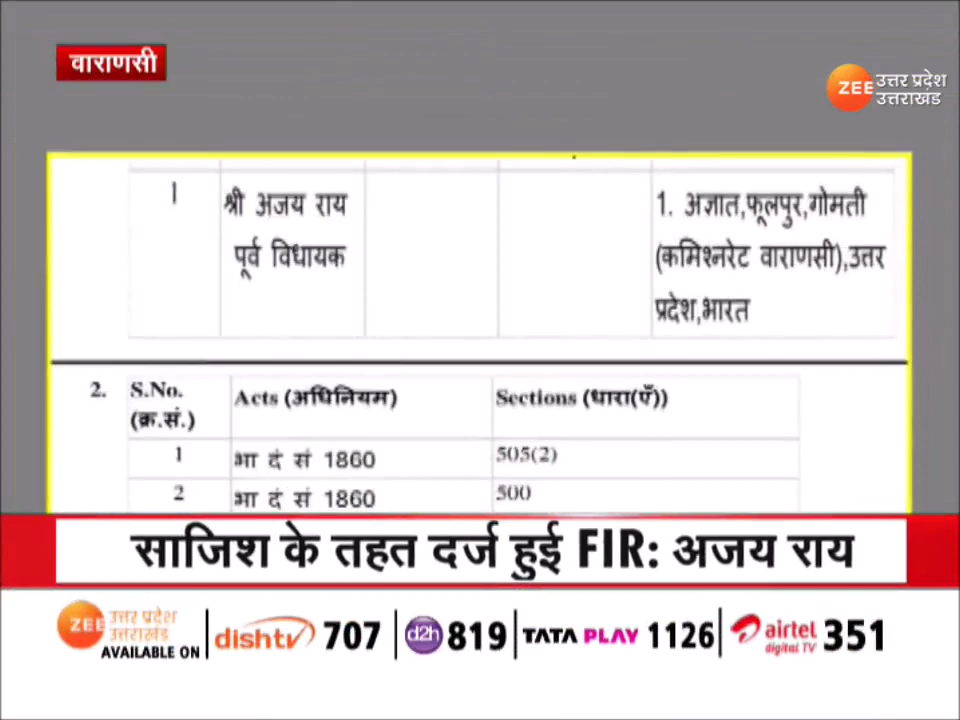 वाराणसी
ZEE उत्तर प्रदेश
उत्तराखंड
1 श्री अजय राय 1. अज्ञात,फूलपुर,गोमती
पूर्व विधायक (कमिश्नरेट वाराणसी),उत्तर
प्रदेश,भारत
2. S.No. Acts (अधिनियम) Sections (धारा(एँ))
(क्र.सं.)
1 भा दं सं 1860 505(2)
2 भा दं सं 1860 500
साजिश के तहत दर्ज हुई FIR: अजय राय
ZEE उत्तर प्रदेश
उत्तराखंड
AVAILABLE ON dishtv 707 d2h 819 TATA PLAY 1126 airtel digital TV 351